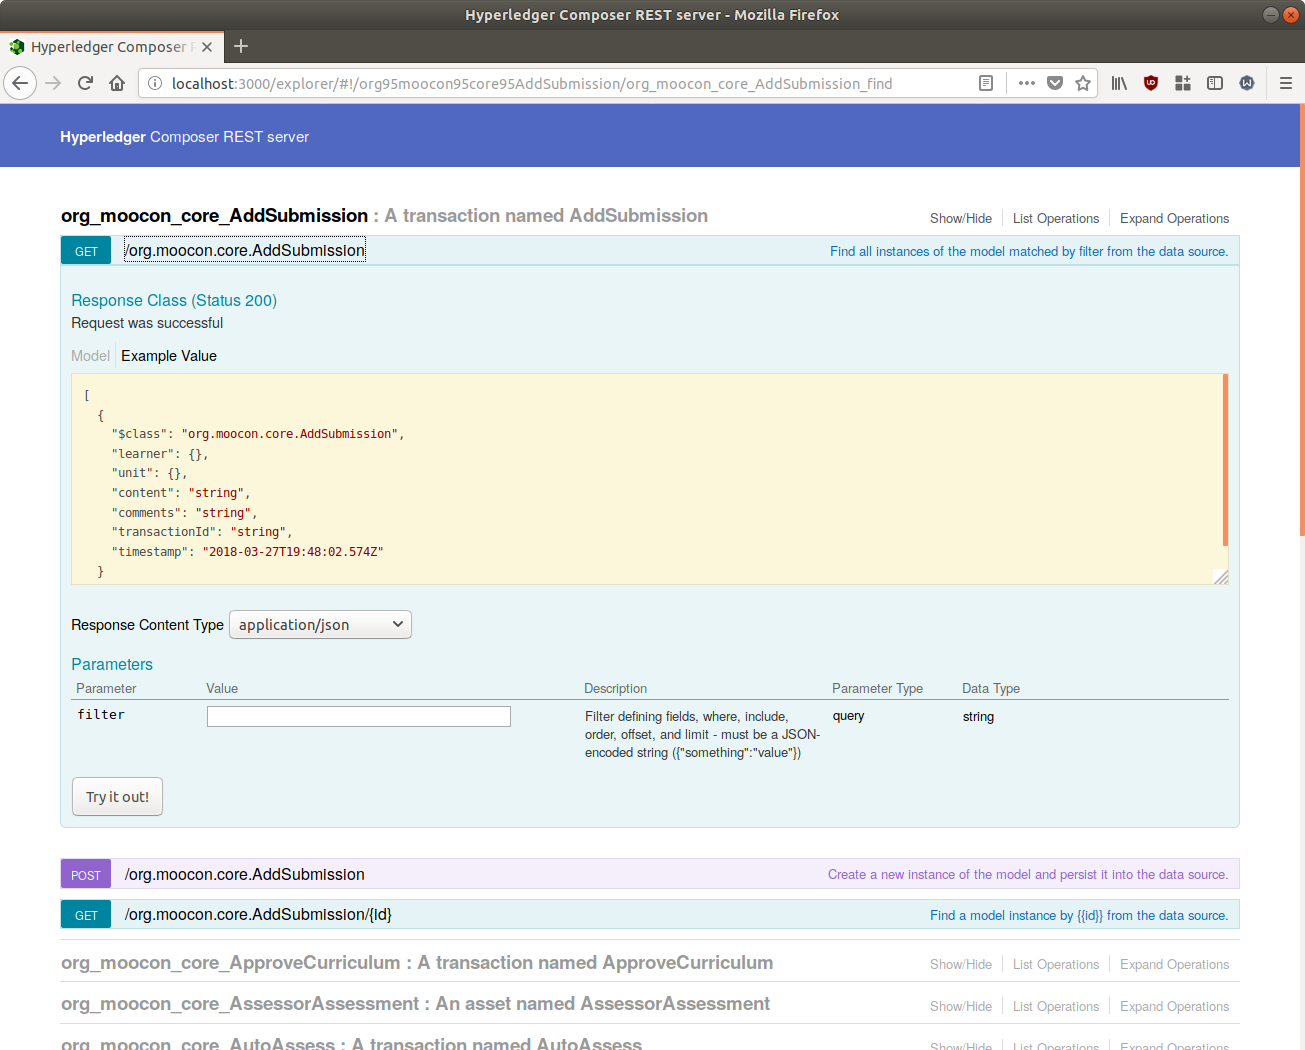 Hyperledger Composer REST server - Mozilla Firefox
Hyperledger Composer R
localhost:3000/explorer/#!/org95moocon95core95AddSubmission/org_moocon_core_AddSubmission_find
Hyperledger Composer REST server
org_moocon_core_AddSubmission : A transaction named AddSubmission
Show/Hide List Operations Expand Operations
GET /org.moocon.core.AddSubmission Find all instances of the model matched by filter from the data source.
Response Class (Status 200)
Request was successful
Model Example Value
[
{
"$class": "org.moocon.core.AddSubmission",
"learner": {},
"unit": {},
"content": "string",
"comments": "string",
"transactionId": "string",
"timestamp": "2018-03-27T19:48:02.574Z"
}
Response Content Type application/json
Parameters
Parameter Value Description Parameter Type Data Type
filter Filter defining fields, where, include, query string
order, offset, and limit - must be a JSON-
encoded string ({"something":"value"})
Try it out!
POST /org.moocon.core.AddSubmission Create a new instance of the model and persist it into the data source.
GET /org.moocon.core.AddSubmission/{id} Find a model instance by {{id}} from the data source.
org_moocon_core_ApproveCurriculum : A transaction named ApproveCurriculum Show/Hide List Operations Expand Operations
org_moocon_core_AssessorAssessment : An asset named AssessorAssessment Show/Hide List Operations Expand Operations
org_moocon_core_AutoAssess : A transaction named AutoAssess Show/Hide List Operations Expand Operations